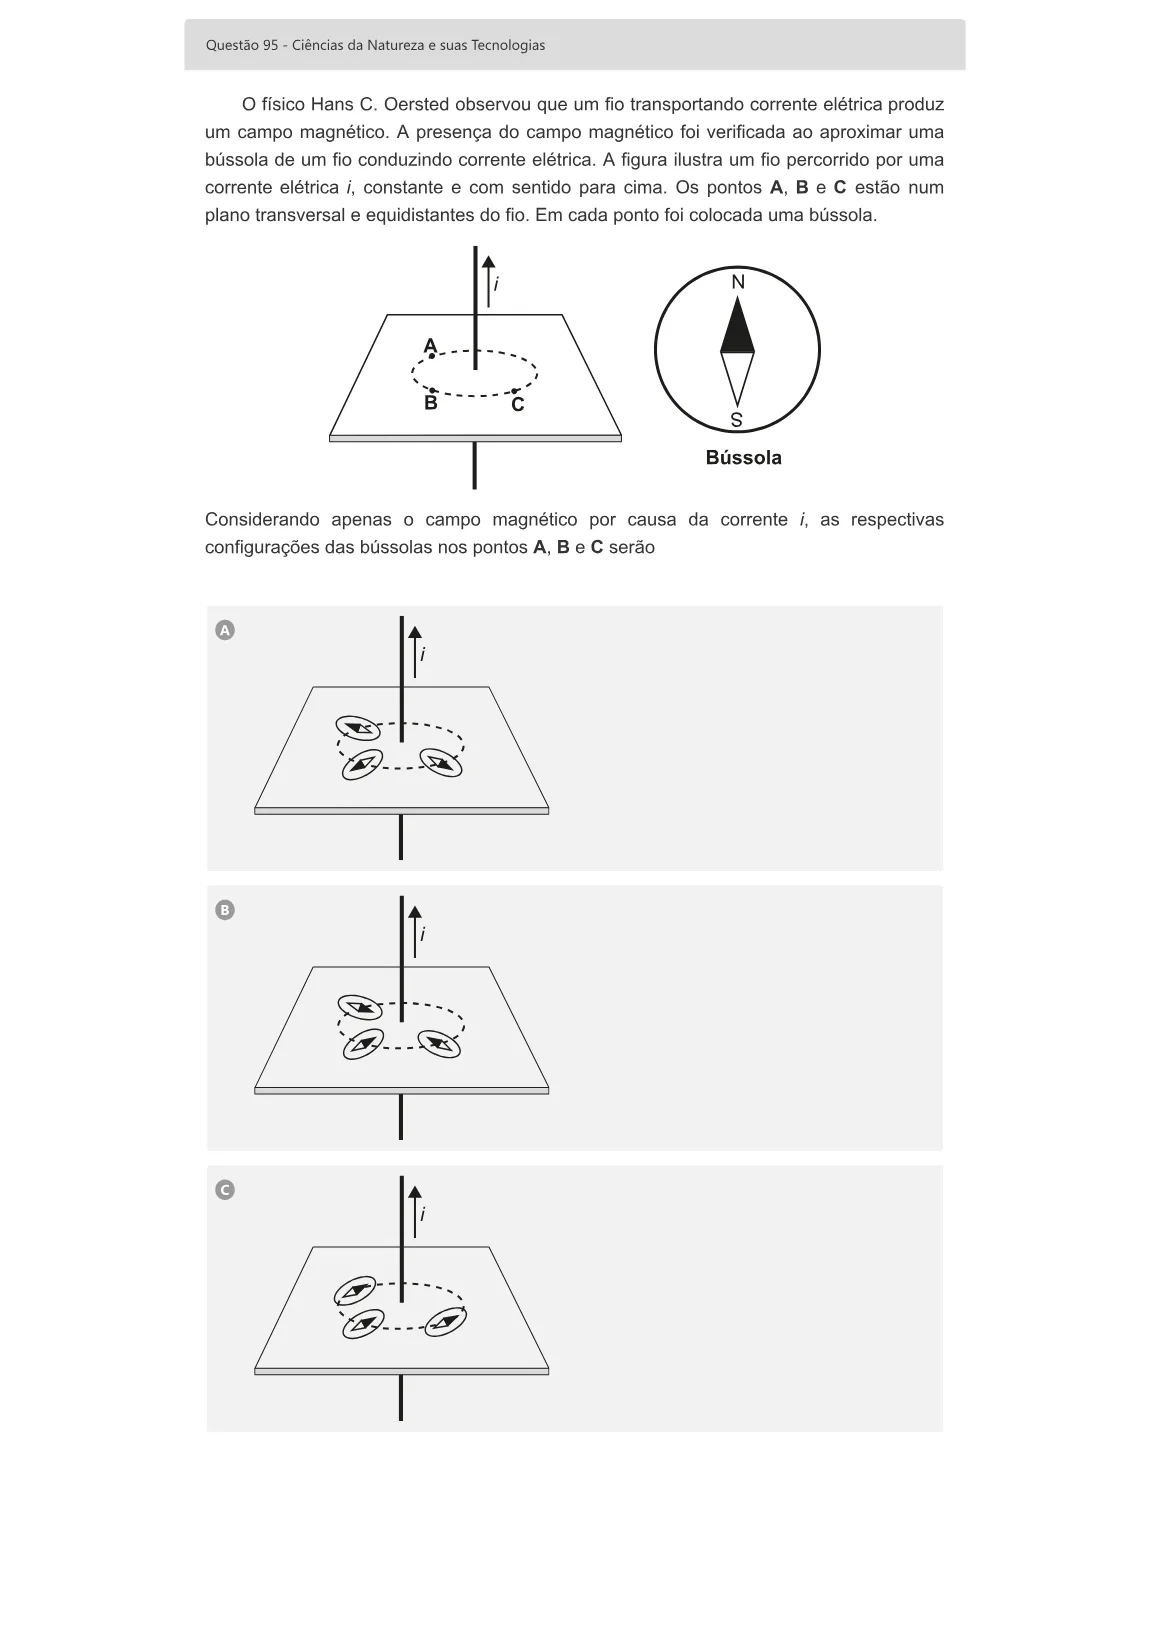 Questão 95 - Ciências da Natureza e suas Tecnologias
O físico Hans C. Oersted observou que um fio transportando corrente elétrica produz
um campo magnético. A presença do campo magnético foi verificada ao aproximar uma
bússola de um fio conduzindo corrente elétrica. A figura ilustra um fio percorrido por uma
corrente elétrica i, constante e com sentido para cima. Os pontos A, B e C estão num
plano transversal e equidistantes do fio. Em cada ponto foi colocada uma bússola.
i
A
B
C
N
S
Bússola
Considerando apenas o campo magnético por causa da corrente i, as respectivas
configurações das bússolas nos pontos A, B e C serão
A
i
B
i
C
i